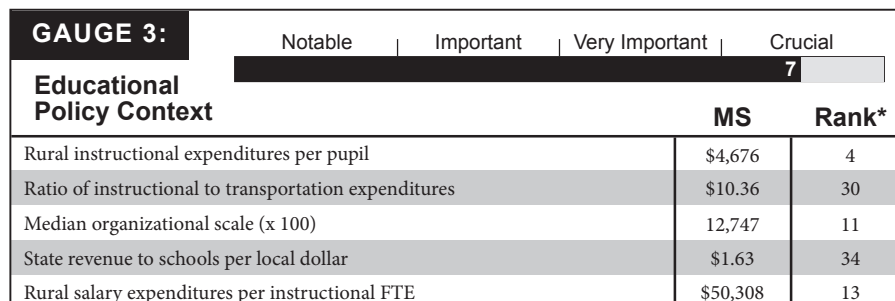 GAUGE 3:
Notable | Important | Very Important | Crucial
7
Educational
Policy Context
MS Rank*
Rural instructional expenditures per pupil $4,676 4
Ratio of instructional to transportation expenditures $10.36 30
Median organizational scale (x 100) 12,747 11
State revenue to schools per local dollar $1.63 34
Rural salary expenditures per instructional FTE $50,308 13